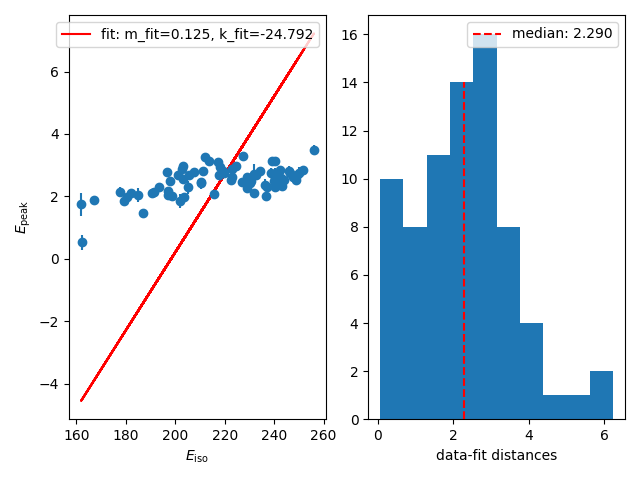 fit: m_fit=0.125, k_fit=-24.792
6
4
2
0
−2
−4
E_peak
160 180 200 220 240 260
E_iso
median: 2.290
16
14
12
10
8
6
4
2
0
0 2 4 6
data-fit distances